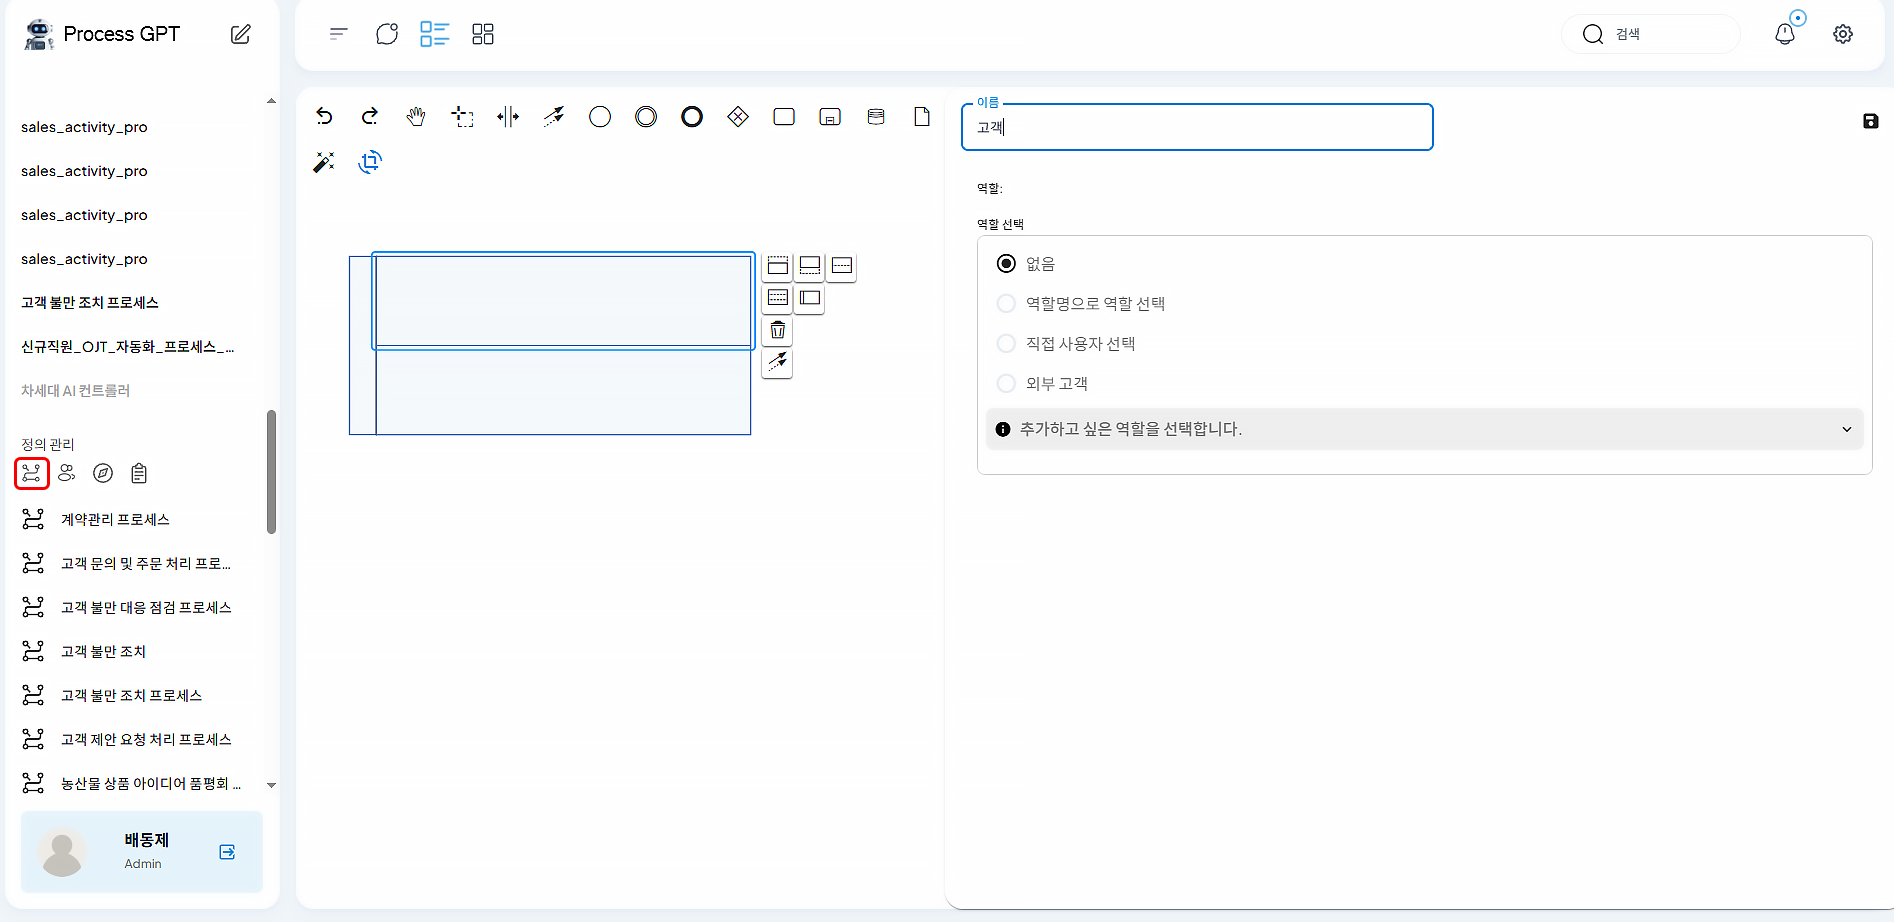 Process GPT
sales_activity_pro
sales_activity_pro
sales_activity_pro
sales_activity_pro
고객 불만 조치 프로세스
신규직원_OJT_자동화_프로세스_...
차세대 AI 컨트롤러
정의 관리
계약관리 프로세스
고객 문의 및 주문 처리 프로...
고객 불만 대응 점검 프로세스
고객 불만 조치
고객 불만 조치 프로세스
고객 제안 요청 처리 프로세스
농산물 상품 아이디어 품평회 ...
배동제
Admin
검색
이름
고객
역할:
역할 선택
없음
역할명으로 역할 선택
직접 사용자 선택
외부 고객
추가하고 싶은 역할을 선택합니다.